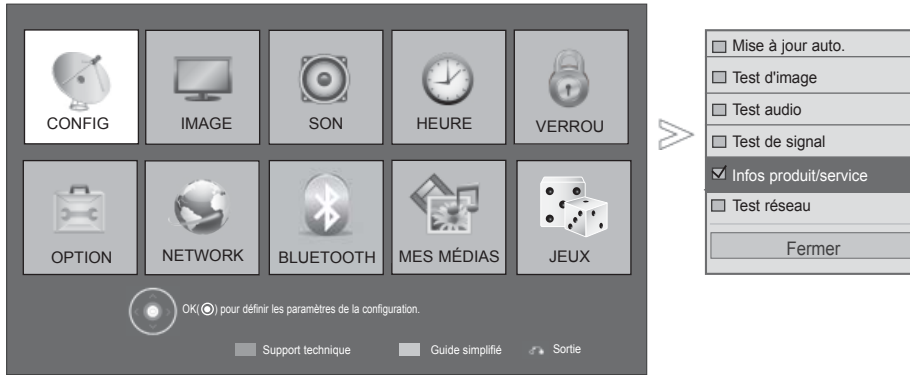 CONFIG
IMAGE
SON
HEURE
VERROU
OPTION
NETWORK
BLUETOOTH
MES MÉDIAS
JEUX
OK( ) pour définir les paramètres de la configuration.
Support technique
Guide simplifié
Sortie
Mise à jour auto.
Test d'image
Test audio
Test de signal
Infos produit/service
Test réseau
Fermer